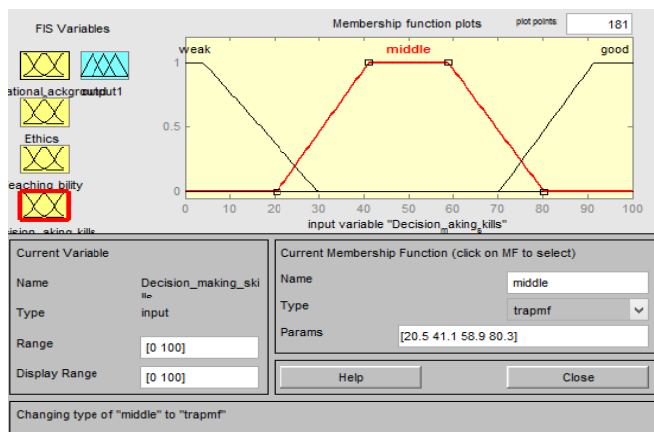 FIS Variables
Membership function plots
plot points:
181
ational_ackground
output1
Ethics
eaching_bility
ision_aking_kills
weak
middle
good
1
0.5
0
0 10 20 30 40 50 60 70 80 90 100
input variable "Decision_making_skills"
Current Variable
Name
Decision_making_ski
lls
Type
input
Range
[0 100]
Display Range
[0 100]
Current Membership Function (click on MF to select)
Name
middle
Type
trapmf
Params
[20.5 41.1 58.9 80.3]
Help
Close
Changing type of "middle" to "trapmf"